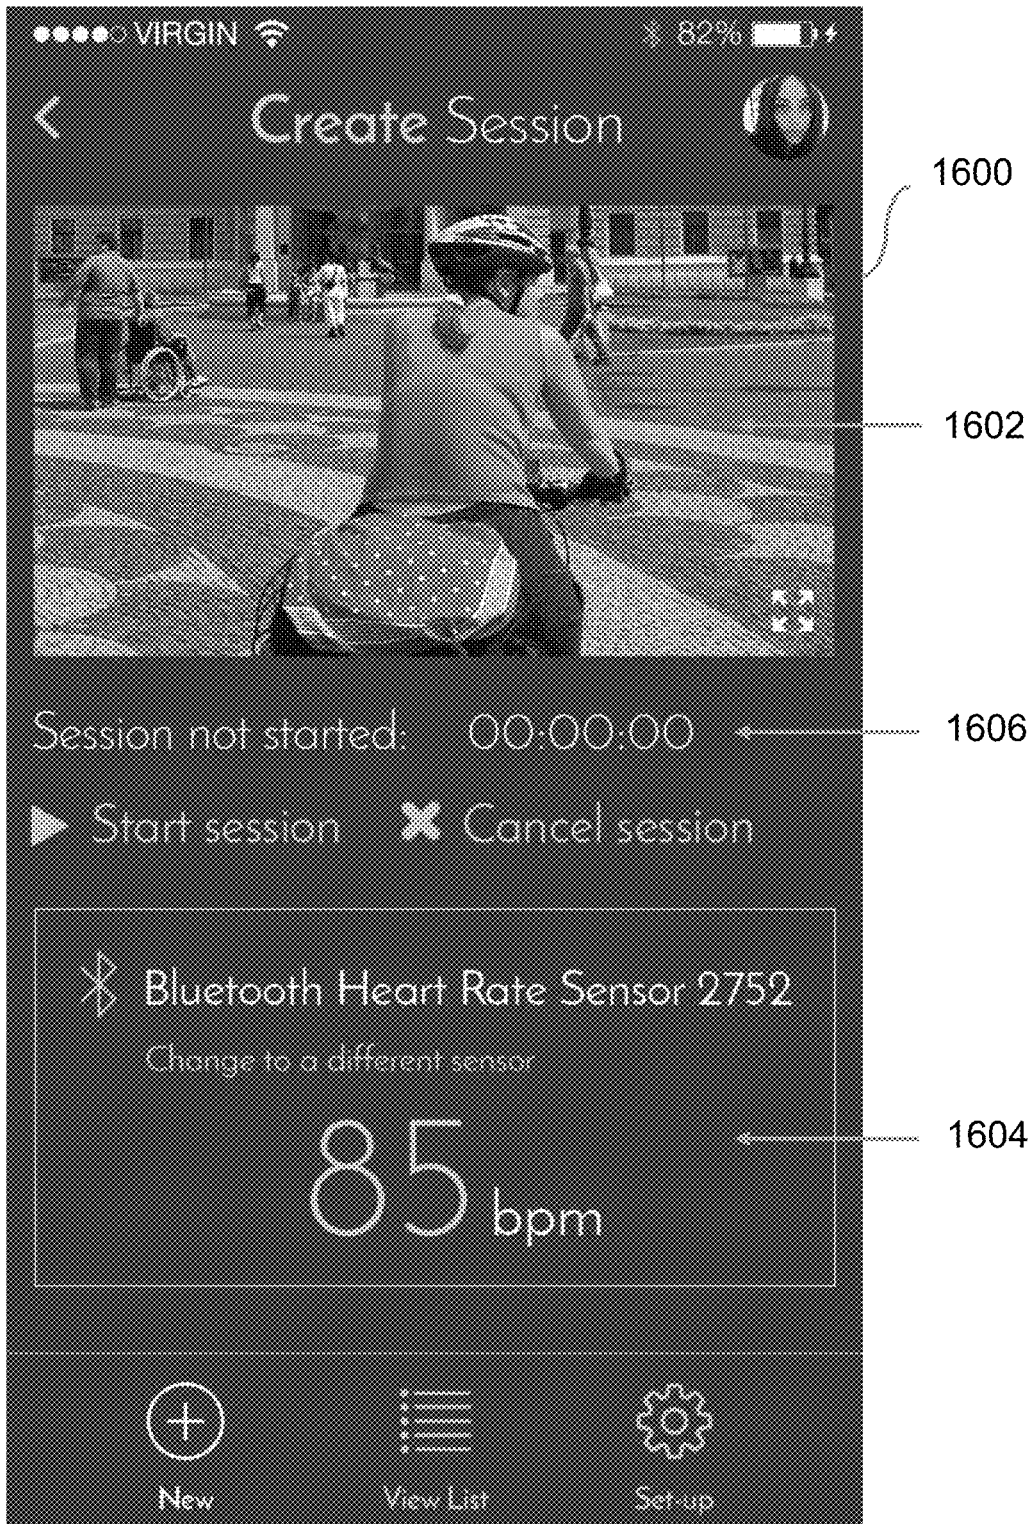 VIRGIN 82%
Create Session
1600
1602
Session not started: 00:00:00
1606
Start session Cancel session
Bluetooth Heart Rate Sensor 2752
Change to a different sensor
85 bpm
1604
New View List Set-up